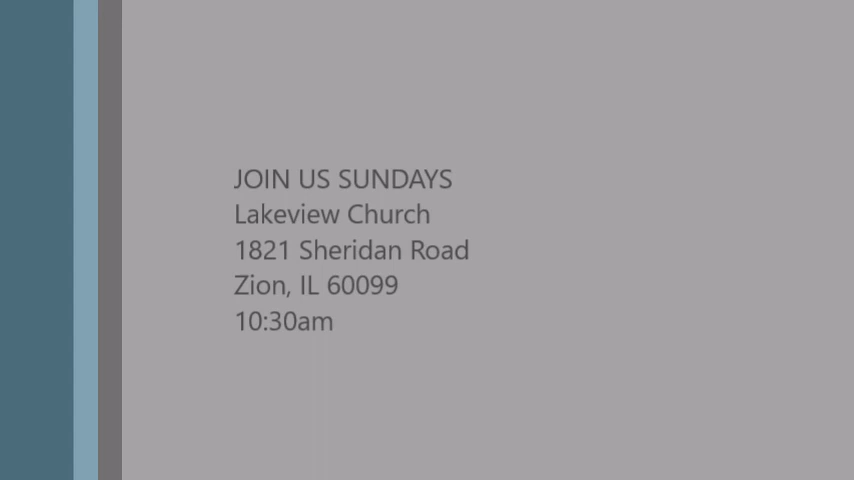 JOIN US SUNDAYS
Lakeview Church
1821 Sheridan Road
Zion, IL 60099
10:30am